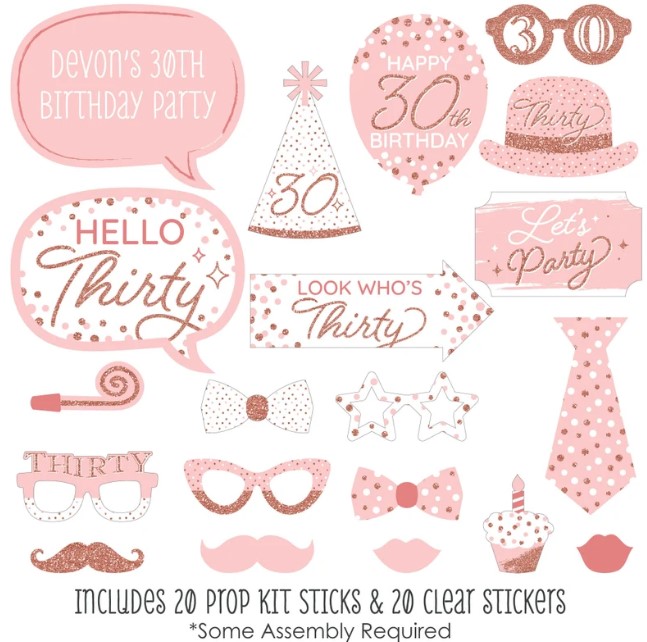 DEVON'S 30TH
BIRTHDAY PARTY
30
HAPPY
30th
BIRTHDAY
30
Thirty
HELLO
Thirty
Let's
Party
LOOK WHO'S
Thirty
THIRTY
INCLUDES 20 PROP KIT STICKS & 20 CLEAR STICKERS
*Some Assembly Required